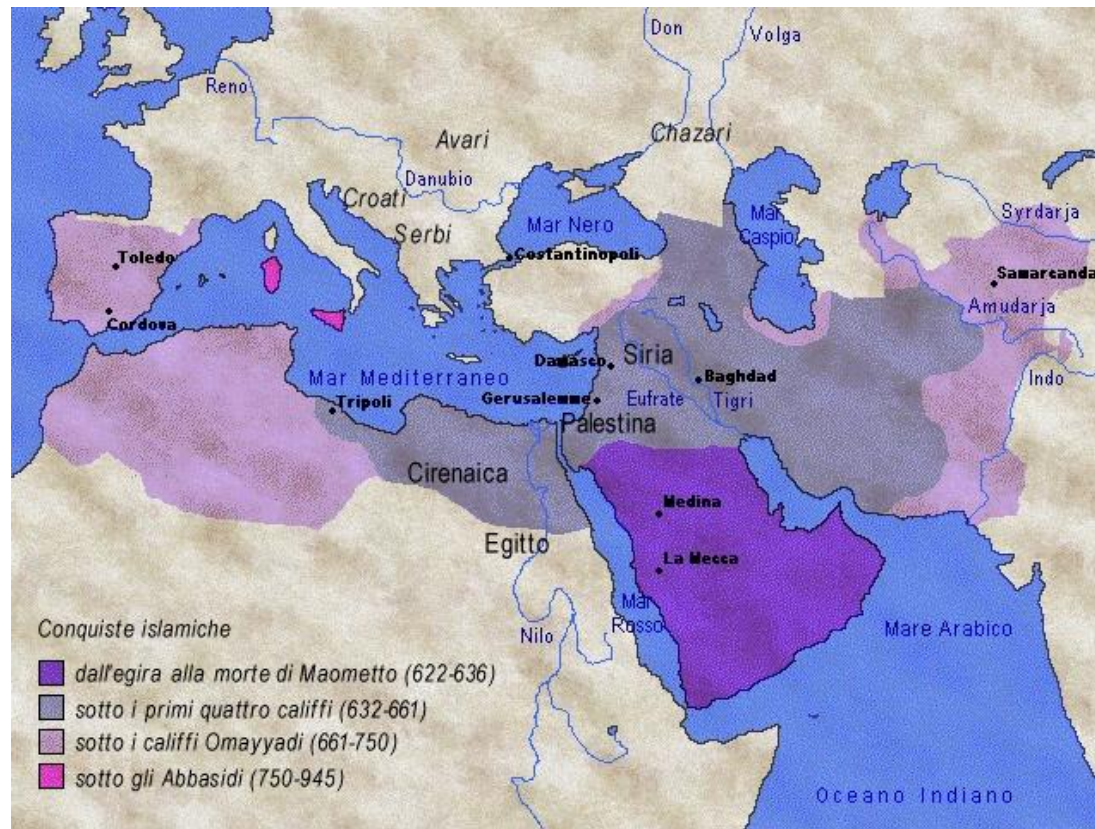 Don
Volga
Reno
Avari
Chazari
Danubio
Croati
Serbi
Mar Nero
Mar
Caspio
Syrdarja
Costantinopoli
Toledo
Samarcanda
Amudarja
Cordova
Damasco
Siria
Mar Mediterraneo
Baghdad
Indo
Gerusalemme
Eufrate
Tigri
Tripoli
Palestina
Cirenaica
Medina
Egitto
La Mecca
Mar
Rosso
Nilo
Mare Arabico
Conquiste islamiche
dall'egira alla morte di Maometto (622-636)
sotto i primi quattro califfi (632-661)
sotto i califfi Omayyadi (661-750)
sotto gli Abbasidi (750-945)
Oceano Indiano